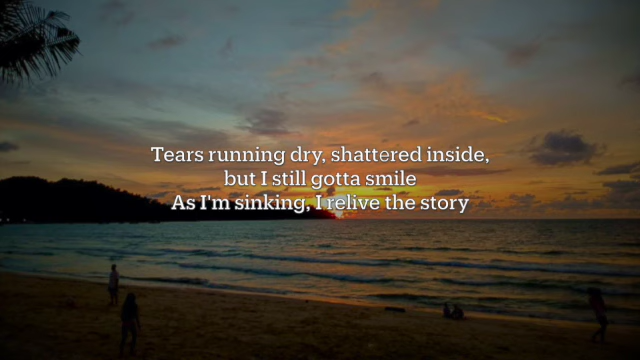 Tears running dry, shattered inside,
but I still gotta smile
As I'm sinking, I relive the story